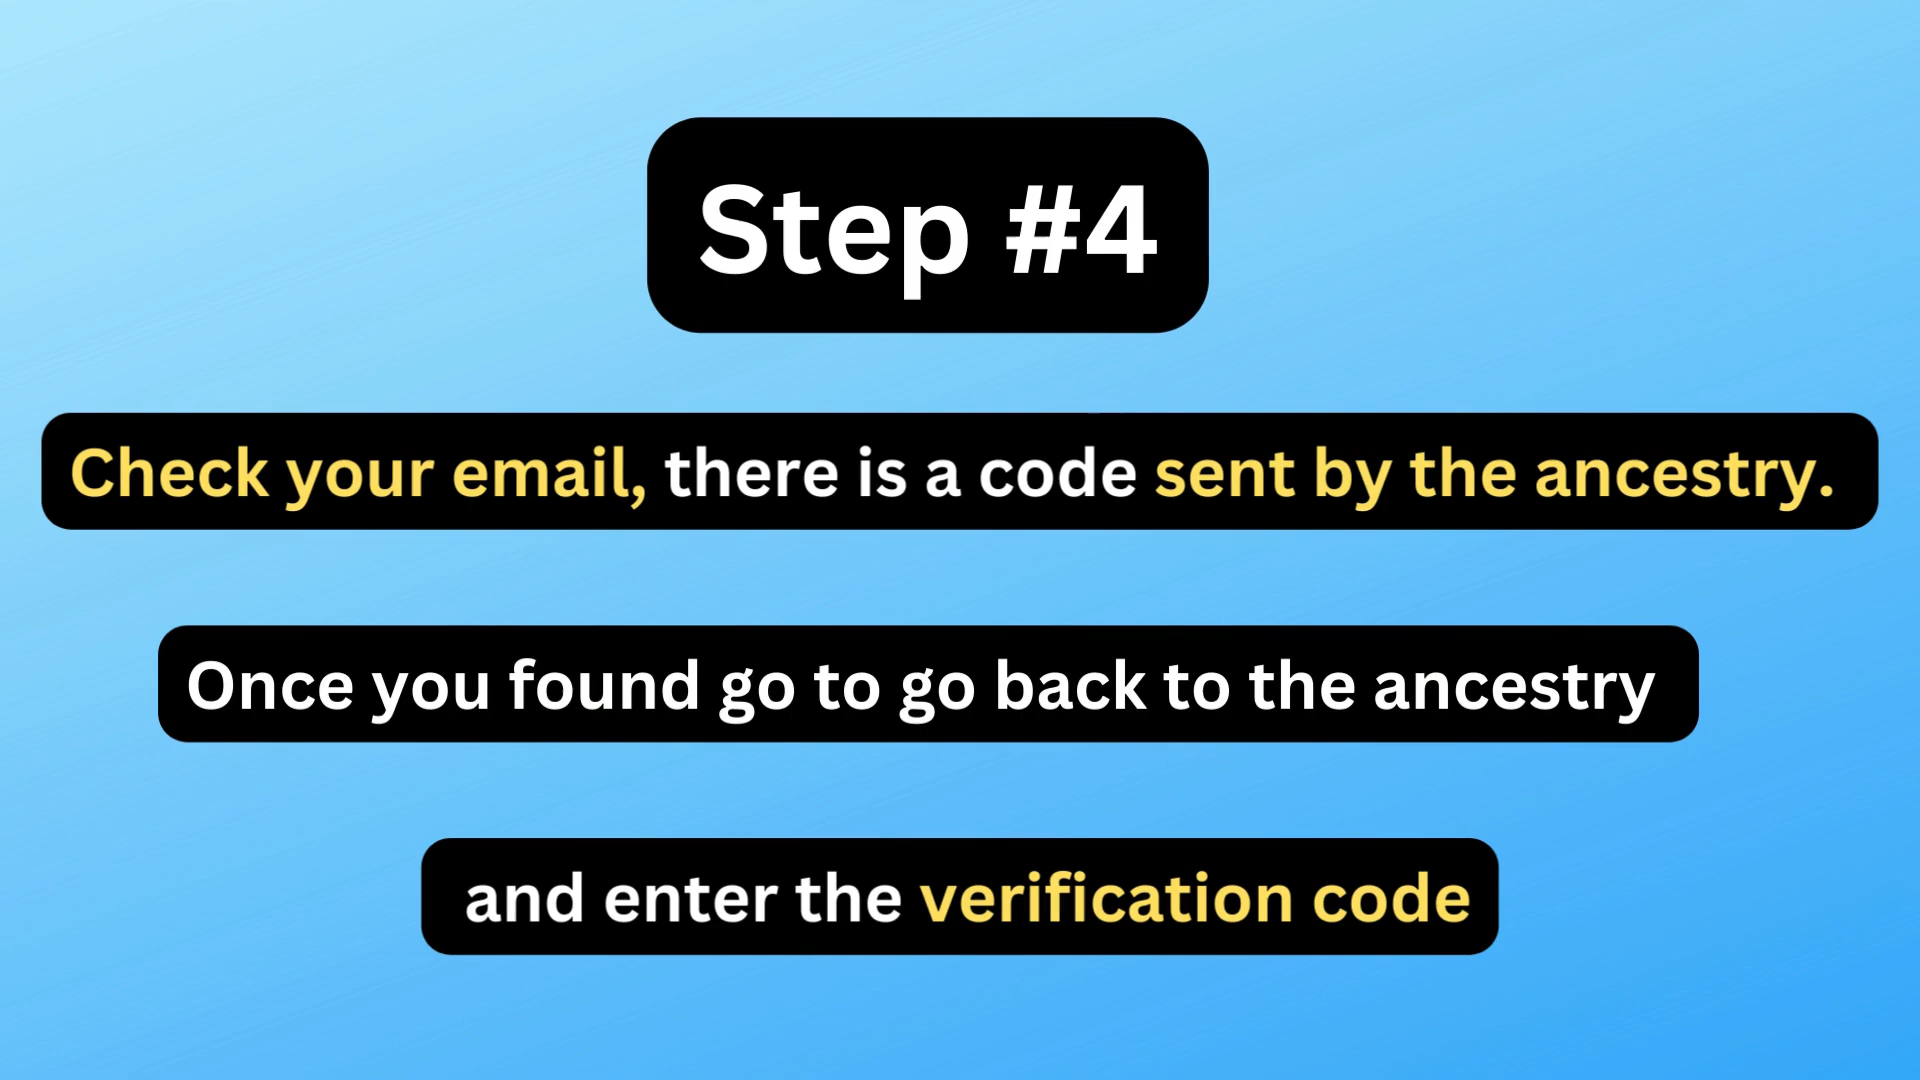 Step #4
Check your email, there is a code sent by the ancestry.
Once you found go to go back to the ancestry
and enter the verification code